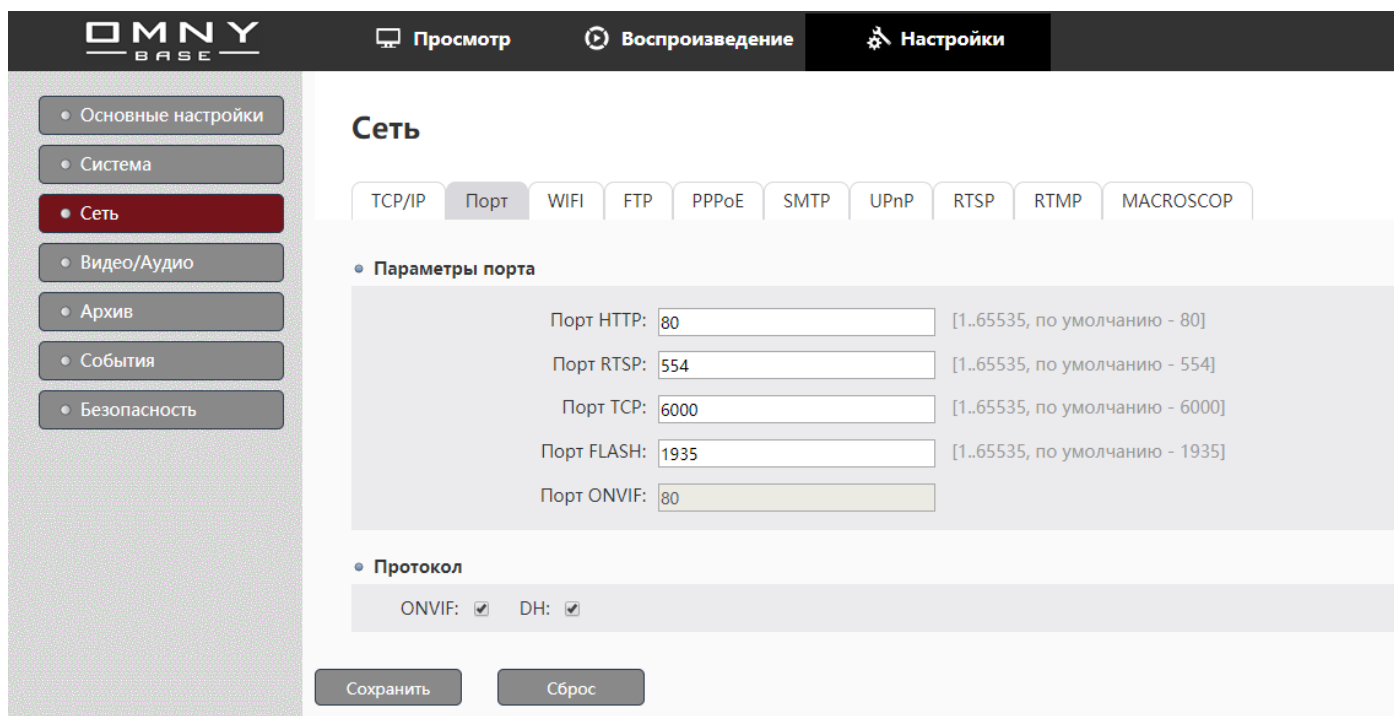 OMNY
BASE
Просмотр
Воспроизведение
Настройки
Основные настройки
Система
Сеть
Видео/Аудио
Архив
События
Безопасность
Сеть
TCP/IP Порт WIFI FTP PPPoE SMTP UPnP RTSP RTMP MACROSCOP
Параметры порта
Порт HTTP: 80 [1..65535, по умолчанию - 80]
Порт RTSP: 554 [1..65535, по умолчанию - 554]
Порт TCP: 6000 [1..65535, по умолчанию - 6000]
Порт FLASH: 1935 [1..65535, по умолчанию - 1935]
Порт ONVIF: 80
Протокол
ONVIF: DH:
Сохранить Сброс